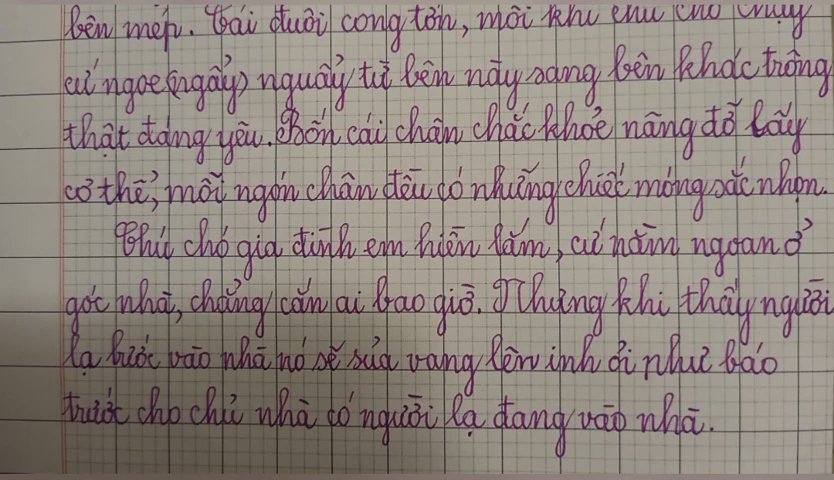 bên mép. Cái đuôi cong tớn, mỗi khi chú chó chạy
cứ ngoe (ngẩy) nguẩy từ bên này sang bên khác trông
thật đáng yêu. Bốn cái chân chắc khoẻ nâng đỡ lấy
cơ thể, mỗi ngón chân đều có những chiếc móng sắc nhọn.
Chú chó gia đình em hiền lắm, cứ nằm ngoan ở
góc nhà, chẳng cắn ai bao giờ. Nhưng khi thấy người
lạ bước vào nhà nó sẽ sủa vang lên inh ỏi như báo
trước cho chủ nhà có người lạ đang vào nhà.